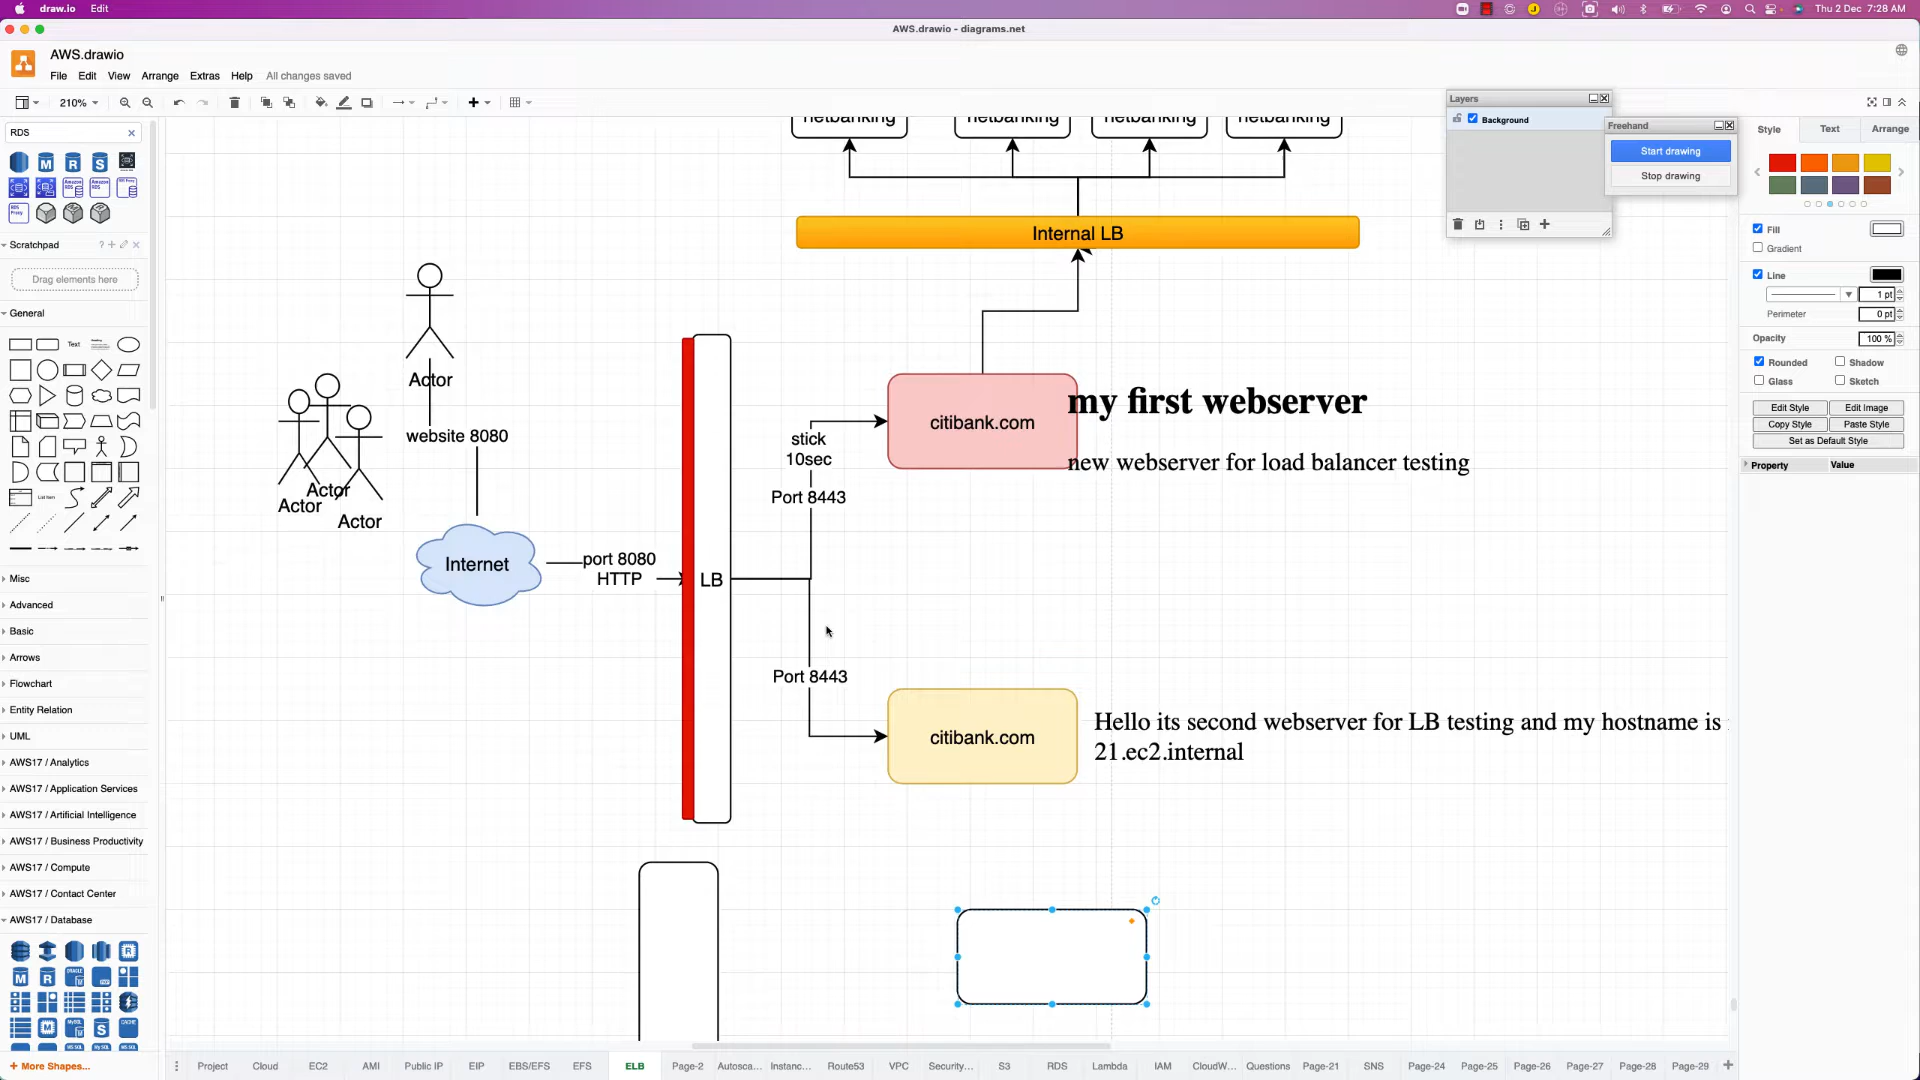 draw.io Edit
Thu 2 Dec 7:28 AM
AWS.drawio - diagrams.net
AWS.drawio
File Edit View Arrange Extras Help All changes saved
210%
RDS
Scratchpad
Drag elements here
General
Text
Misc
Advanced
Basic
Arrows
Flowchart
Entity Relation
UML
AWS17 / Analytics
AWS17 / Application Services
AWS17 / Artificial Intelligence
AWS17 / Business Productivity
AWS17 / Compute
AWS17 / Contact Center
AWS17 / Database
+ More Shapes...
netbanking netbanking netbanking netbanking
Internal LB
Actor
website 8080
Actor
Actor
Actor
Internet
port 8080
HTTP
LB
stick
10sec
Port 8443
Port 8443
citibank.com
my first webserver
new webserver for load balancer testing
citibank.com
Hello its second webserver for LB testing and my hostname is
21.ec2.internal
Layers
Background
Freehand
Start drawing
Stop drawing
Style Text Arrange
Fill
Gradient
Line
1 pt
Perimeter 0 pt
Opacity 100 %
Rounded Shadow
Glass Sketch
Edit Style Edit Image
Copy Style Paste Style
Set as Default Style
Property Value
Project Cloud EC2 AMI Public IP EIP EBS/EFS EFS ELB Page-2 Autosca... Instanc... Route53 VPC Security... S3 RDS Lambda IAM CloudW... Questions Page-21 SNS Page-24 Page-25 Page-26 Page-27 Page-28 Page-29